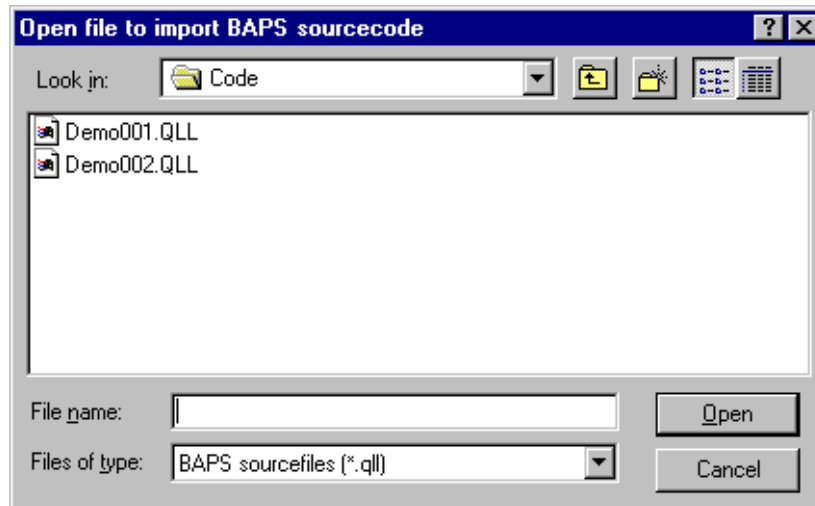 Open file to import BAPS sourcecode
Look in: Code
Demo001.QLL
Demo002.QLL
File name: Open
Files of type: BAPS sourcefiles (*.qll) Cancel